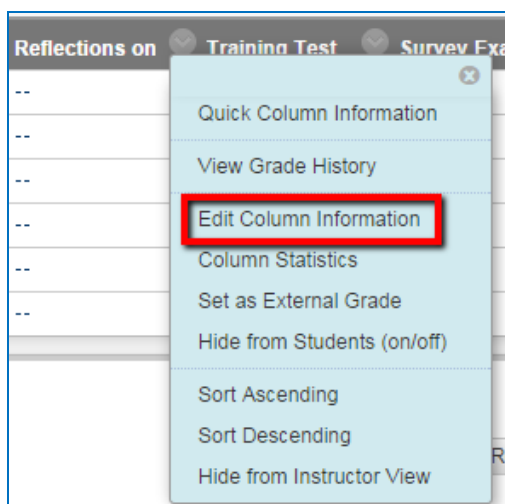 Reflections on Training Test Survey Exa
--
--
--
--
--
--
Quick Column Information
View Grade History
Edit Column Information
Column Statistics
Set as External Grade
Hide from Students (on/off)
Sort Ascending
Sort Descending
R
Hide from Instructor View